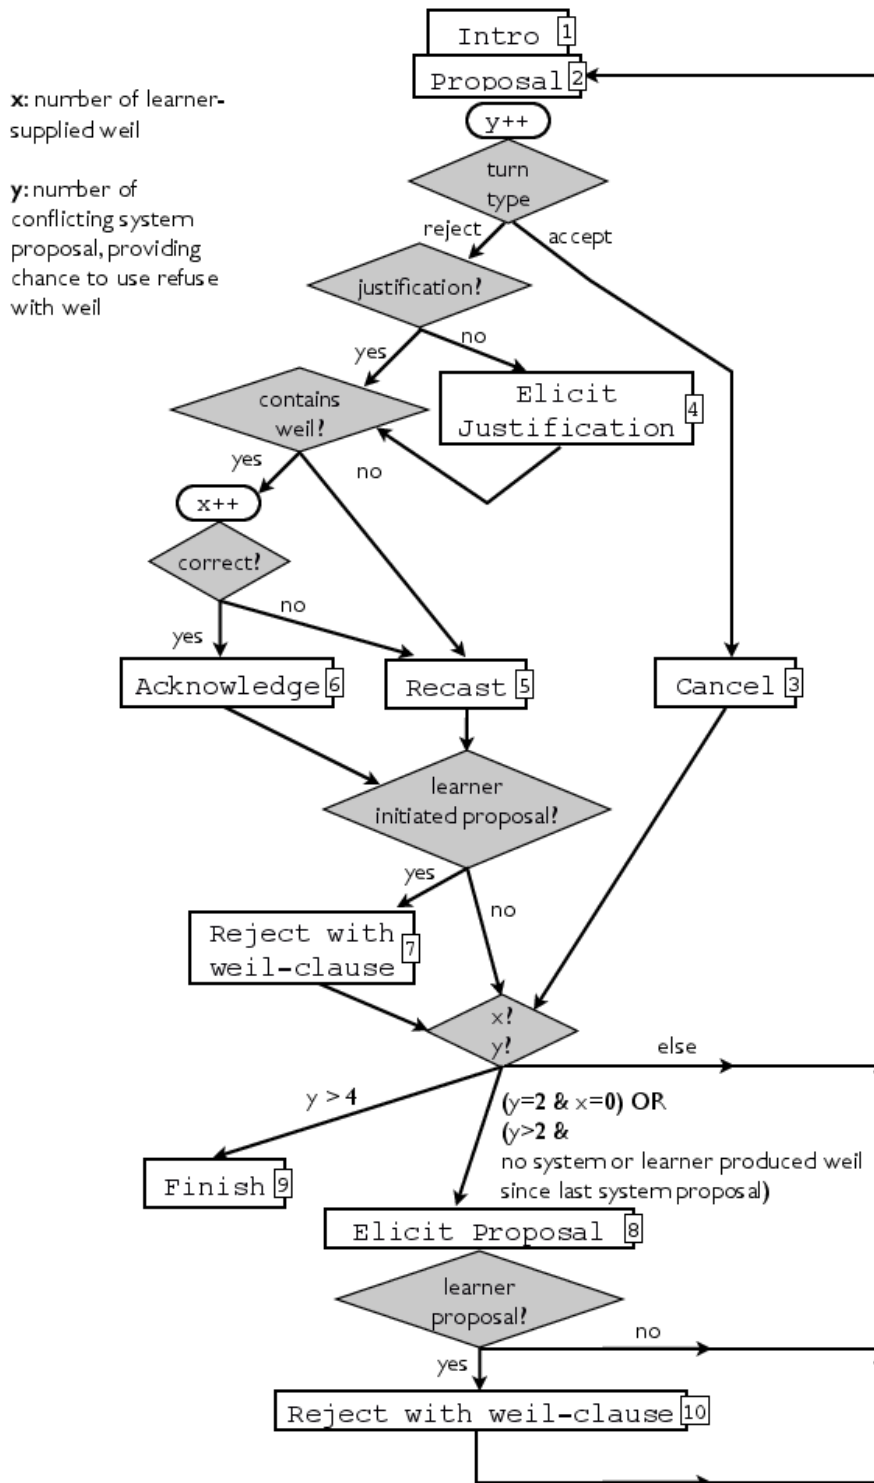 Intro 1
Proposal 2
x: number of learner-
supplied weil
y++
y: number of
conflicting system
proposal, providing
chance to use refuse
with weil
turn
type
reject
accept
justification?
yes
no
Elicit
Justification 4
contains
weil?
yes
no
x++
correct?
no
yes
Acknowledge 6
Recast 5
Cancel 3
learner
initiated proposal?
yes
no
Reject with
weil-clause 7
x?
y?
else
y > 4
(y=2 & x=0) OR
(y>2 &
no system or learner produced weil
since last system proposal)
Finish 9
Elicit Proposal 8
learner
proposal?
no
yes
Reject with weil-clause 10